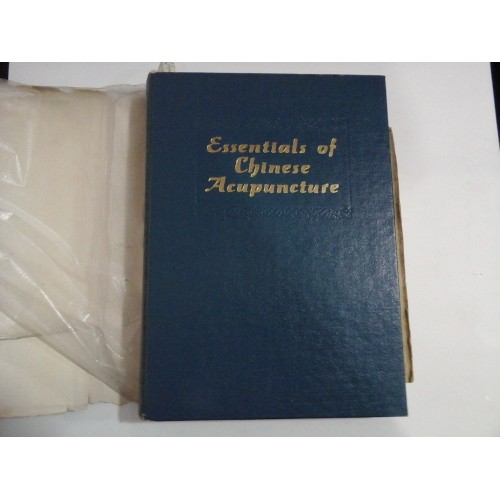 Essentials of
Chinese
Acupuncture